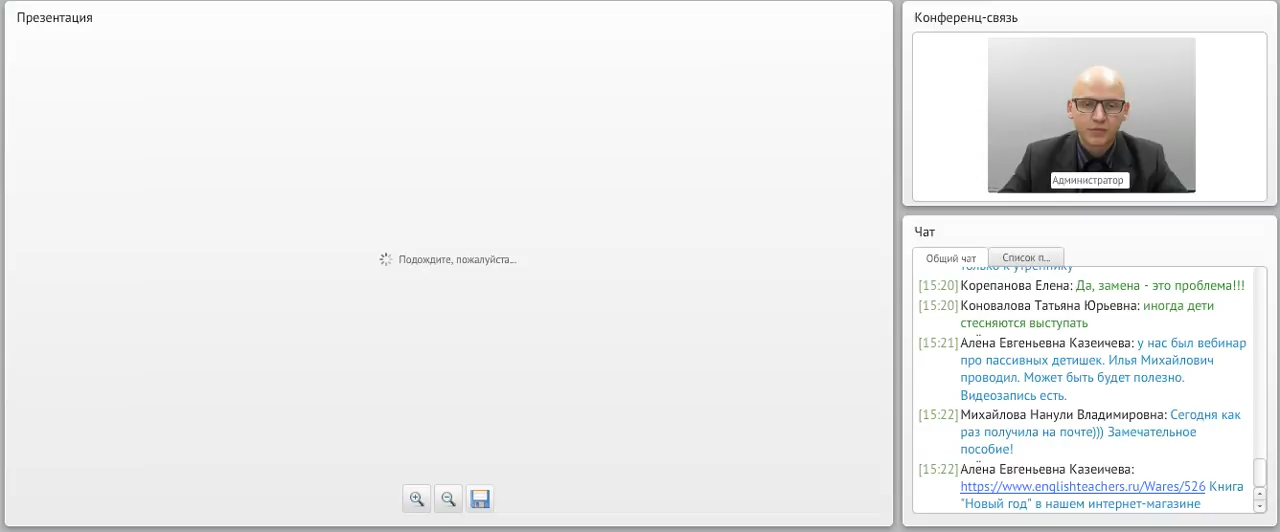 Презентация
Подождите, пожалуйста...
Конференц-связь
Администратор
Чат
Общий чат
Список п...
только к утреннику
[15:20] Корепанова Елена: Да, замена - это проблема!!!
[15:20] Коновалова Татьяна Юрьевна: иногда дети
стесняются выступать
[15:21] Алёна Евгеньевна Казеичева: у нас был вебинар
про пассивных детишек. Илья Михайлович
проводил. Может быть будет полезно.
Видеозапись есть.
[15:22] Михайлова Нанули Владимировна: Сегодня как
раз получила на почте))) Замечательное
пособие!
[15:22] Алёна Евгеньевна Казеичева:
https://www.englishteachers.ru/Wares/526 Книга
"Новый год" в нашем интернет-магазине